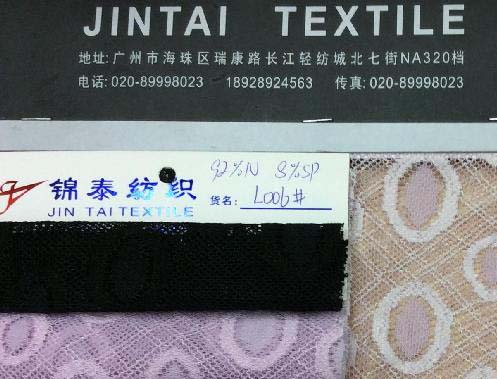 JINTAI TEXTILE
地址: 广州市海珠区瑞康路长江轻纺城北七街NA320档
电话: 020-89998023 18928924563 传真: 020-89998023
92%N 8%SP
锦泰纺织
JIN TAI TEXTILE
货名: L006#